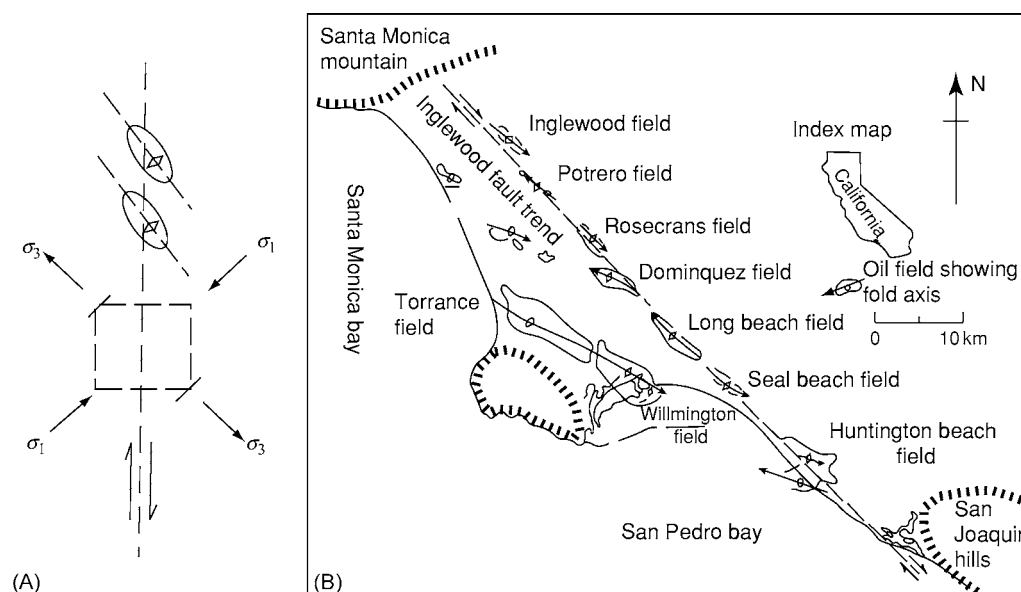 σ3
σ1
σ1
σ3
(A)
Santa Monica
mountain
Inglewood fault trend
Inglewood field
Potrero field
Rosecrans field
Dominquez field
Long beach field
Seal beach field
Huntington beach
field
Santa Monica bay
Torrance
field
Willmington
field
San Pedro bay
San
Joaquin
hills
Index map
California
N
Oil field showing
fold axis
0 10 km
(B)